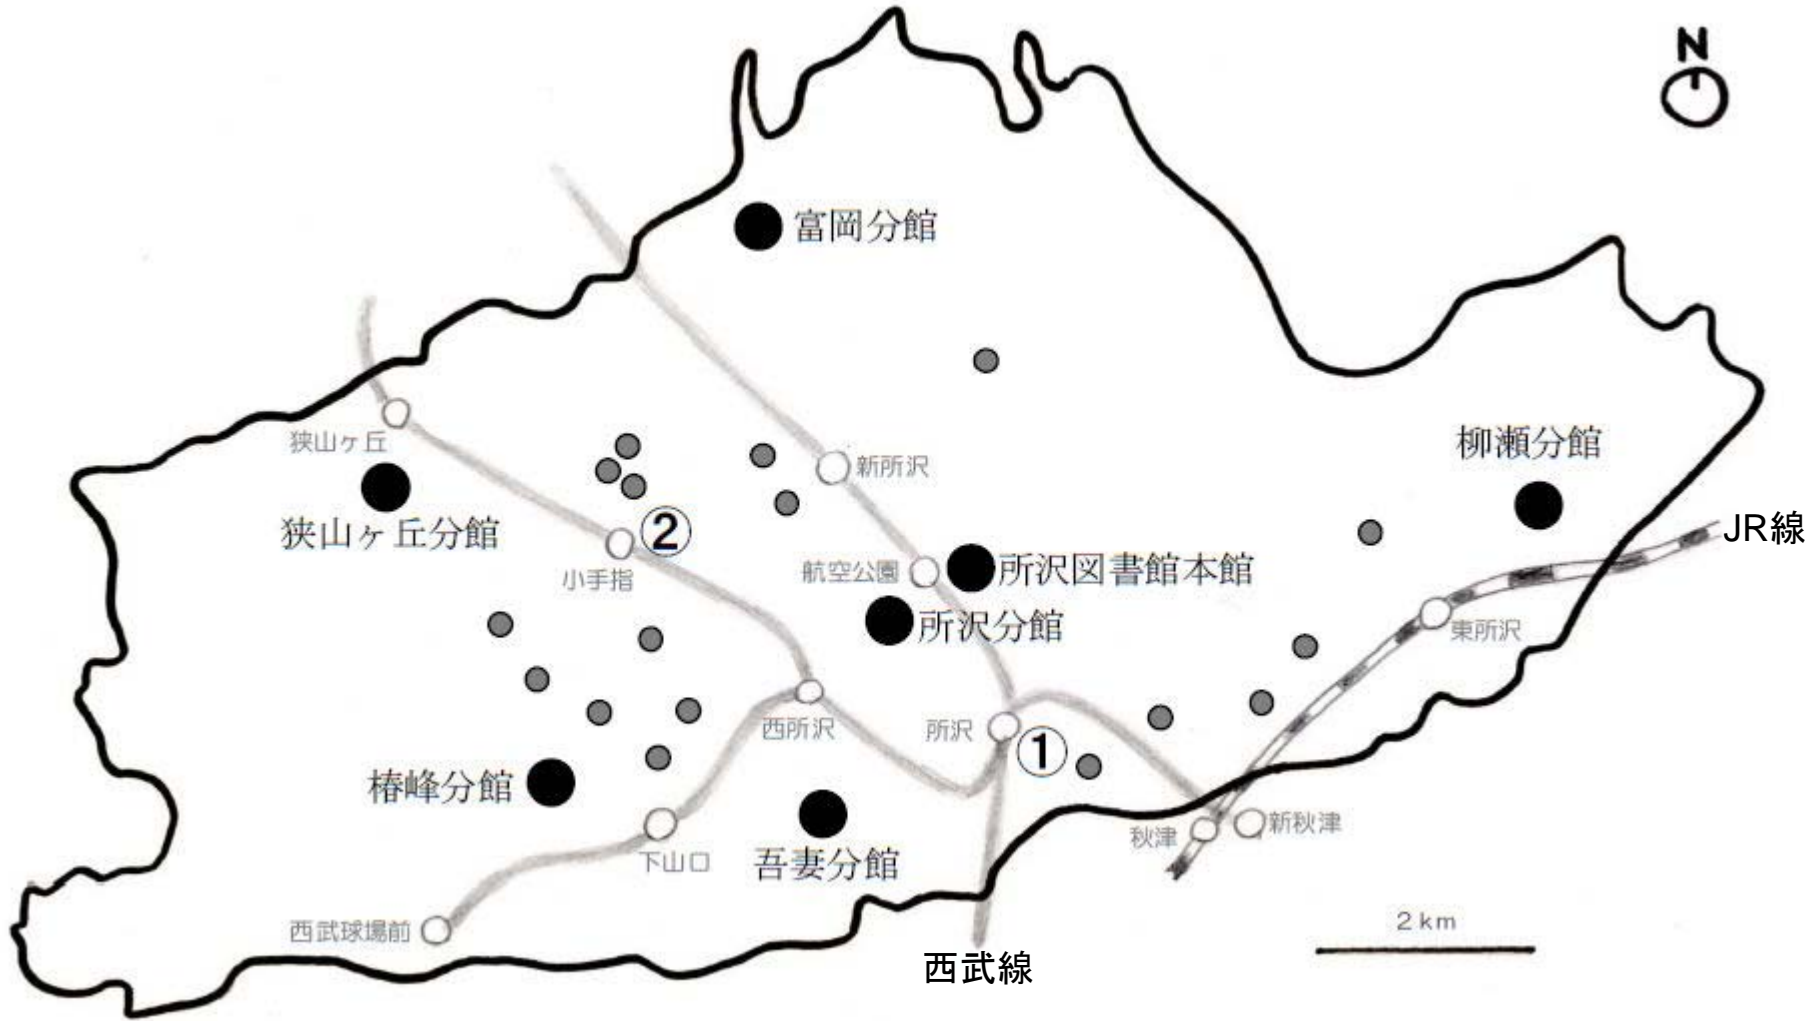 N
富岡分館
狭山ヶ丘
新所沢
柳瀬分館
狭山ヶ丘分館
②
JR線
小手指
航空公園
所沢図書館本館
所沢分館
東所沢
西所沢
所沢
①
椿峰分館
下山口
吾妻分館
秋津
新秋津
西武球場前
2km
西武線